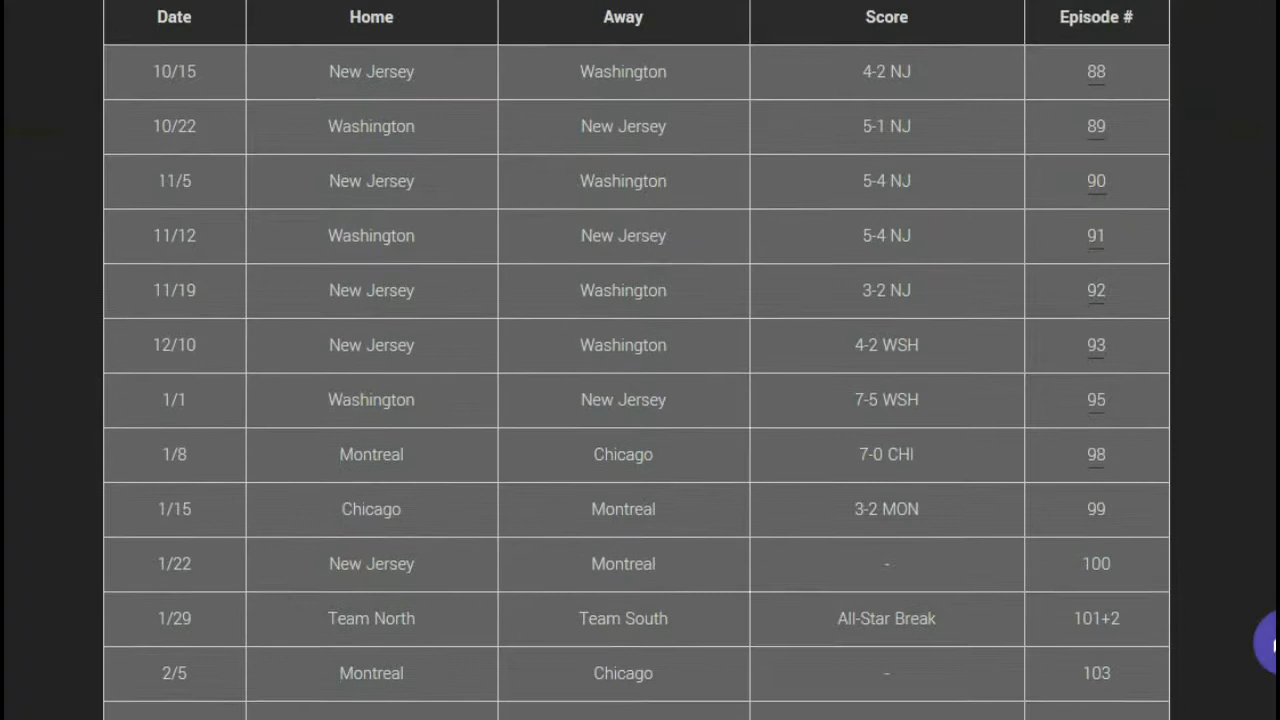 Date Home Away Score Episode #
10/15 New Jersey Washington 4-2 NJ 88
10/22 Washington New Jersey 5-1 NJ 89
11/5 New Jersey Washington 5-4 NJ 90
11/12 Washington New Jersey 5-4 NJ 91
11/19 New Jersey Washington 3-2 NJ 92
12/10 New Jersey Washington 4-2 WSH 93
1/1 Washington New Jersey 7-5 WSH 95
1/8 Montreal Chicago 7-0 CHI 98
1/15 Chicago Montreal 3-2 MON 99
1/22 New Jersey Montreal - 100
1/29 Team North Team South All-Star Break 101+2
2/5 Montreal Chicago - 103